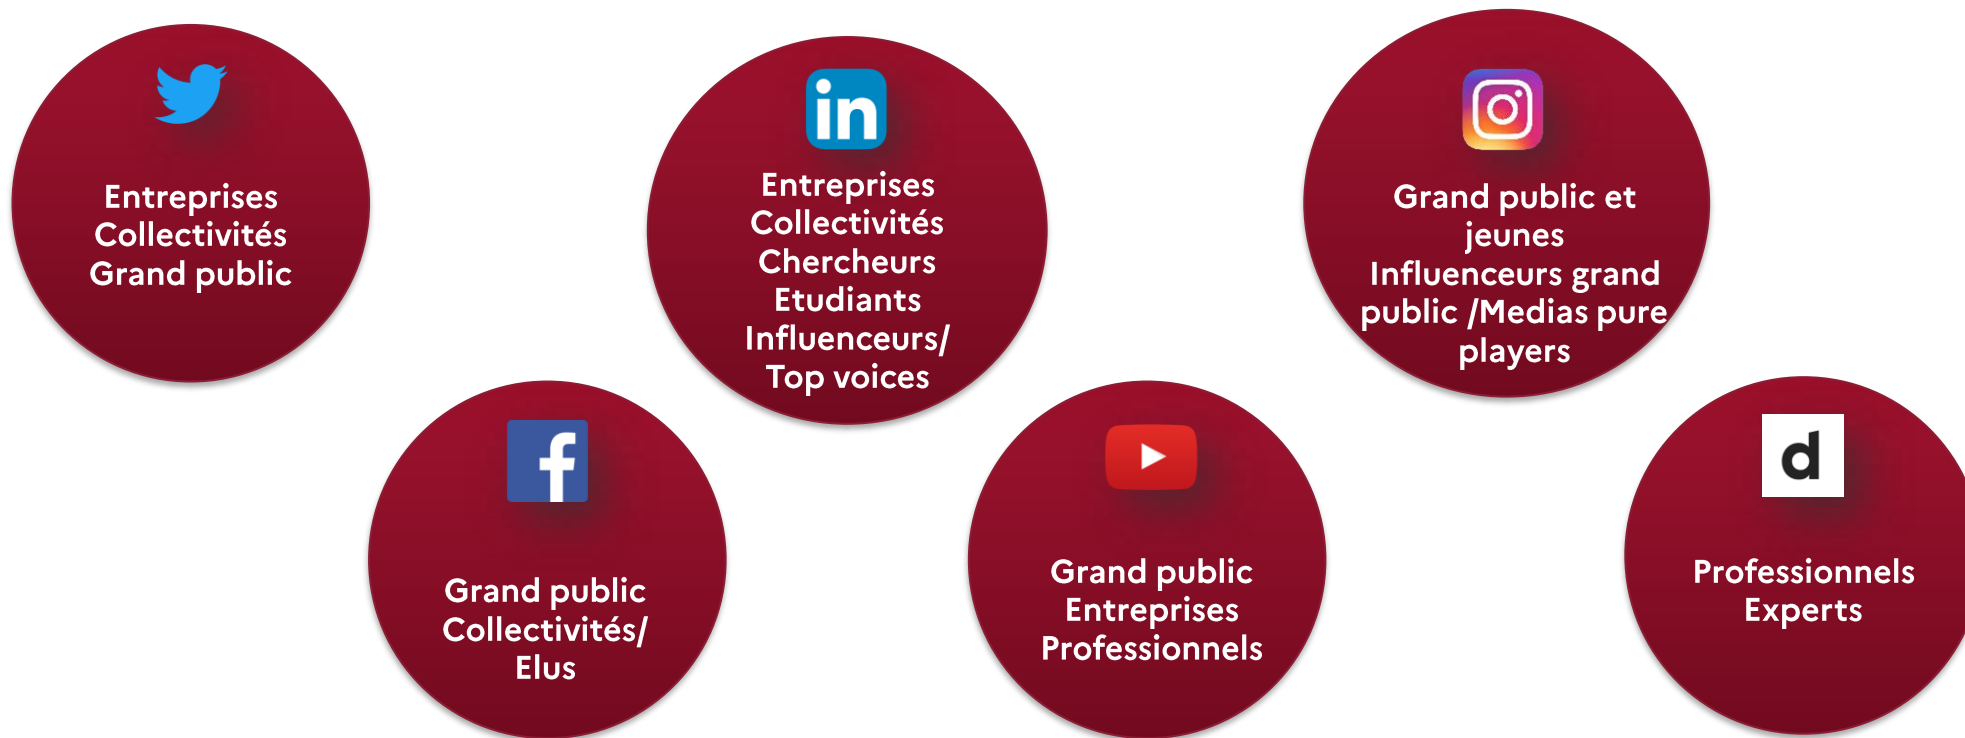 Entreprises
Collectivités
Grand public
in
Entreprises
Collectivités
Chercheurs
Etudiants
Influenceurs/
Top voices
Grand public et
jeunes
Influenceurs grand
public /Medias pure
players
f
Grand public
Collectivités/
Elus
Grand public
Entreprises
Professionnels
d
Professionnels
Experts